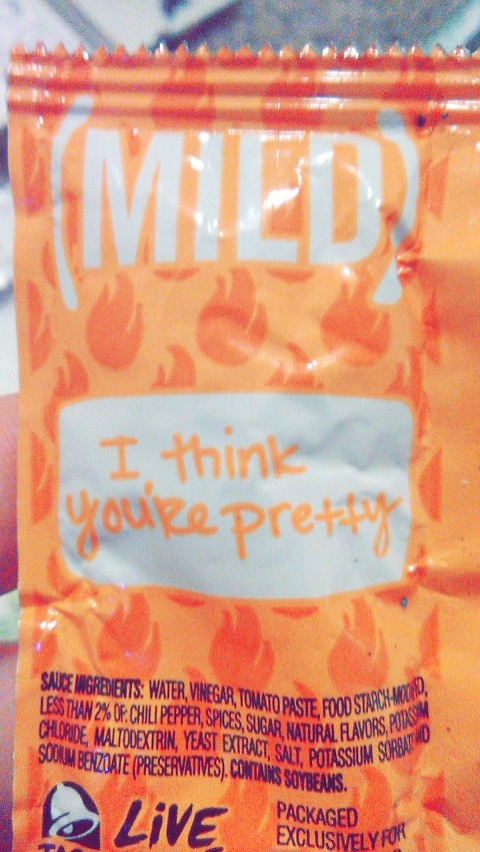 (MILD)
I think
you're pretty
SAUCE INGREDIENTS: WATER, VINEGAR, TOMATO PASTE, FOOD STARCH-MODIFIED,
LESS THAN 2% OF: CHILI PEPPER, SPICES, SUGAR, NATURAL FLAVORS, POTASSIUM
CHLORIDE, MALTODEXTRIN, YEAST EXTRACT, SALT, POTASSIUM SORBATE AND
SODIUM BENZOATE (PRESERVATIVES). CONTAINS SOYBEANS.
LIVE
PACKAGED
EXCLUSIVELY FOR